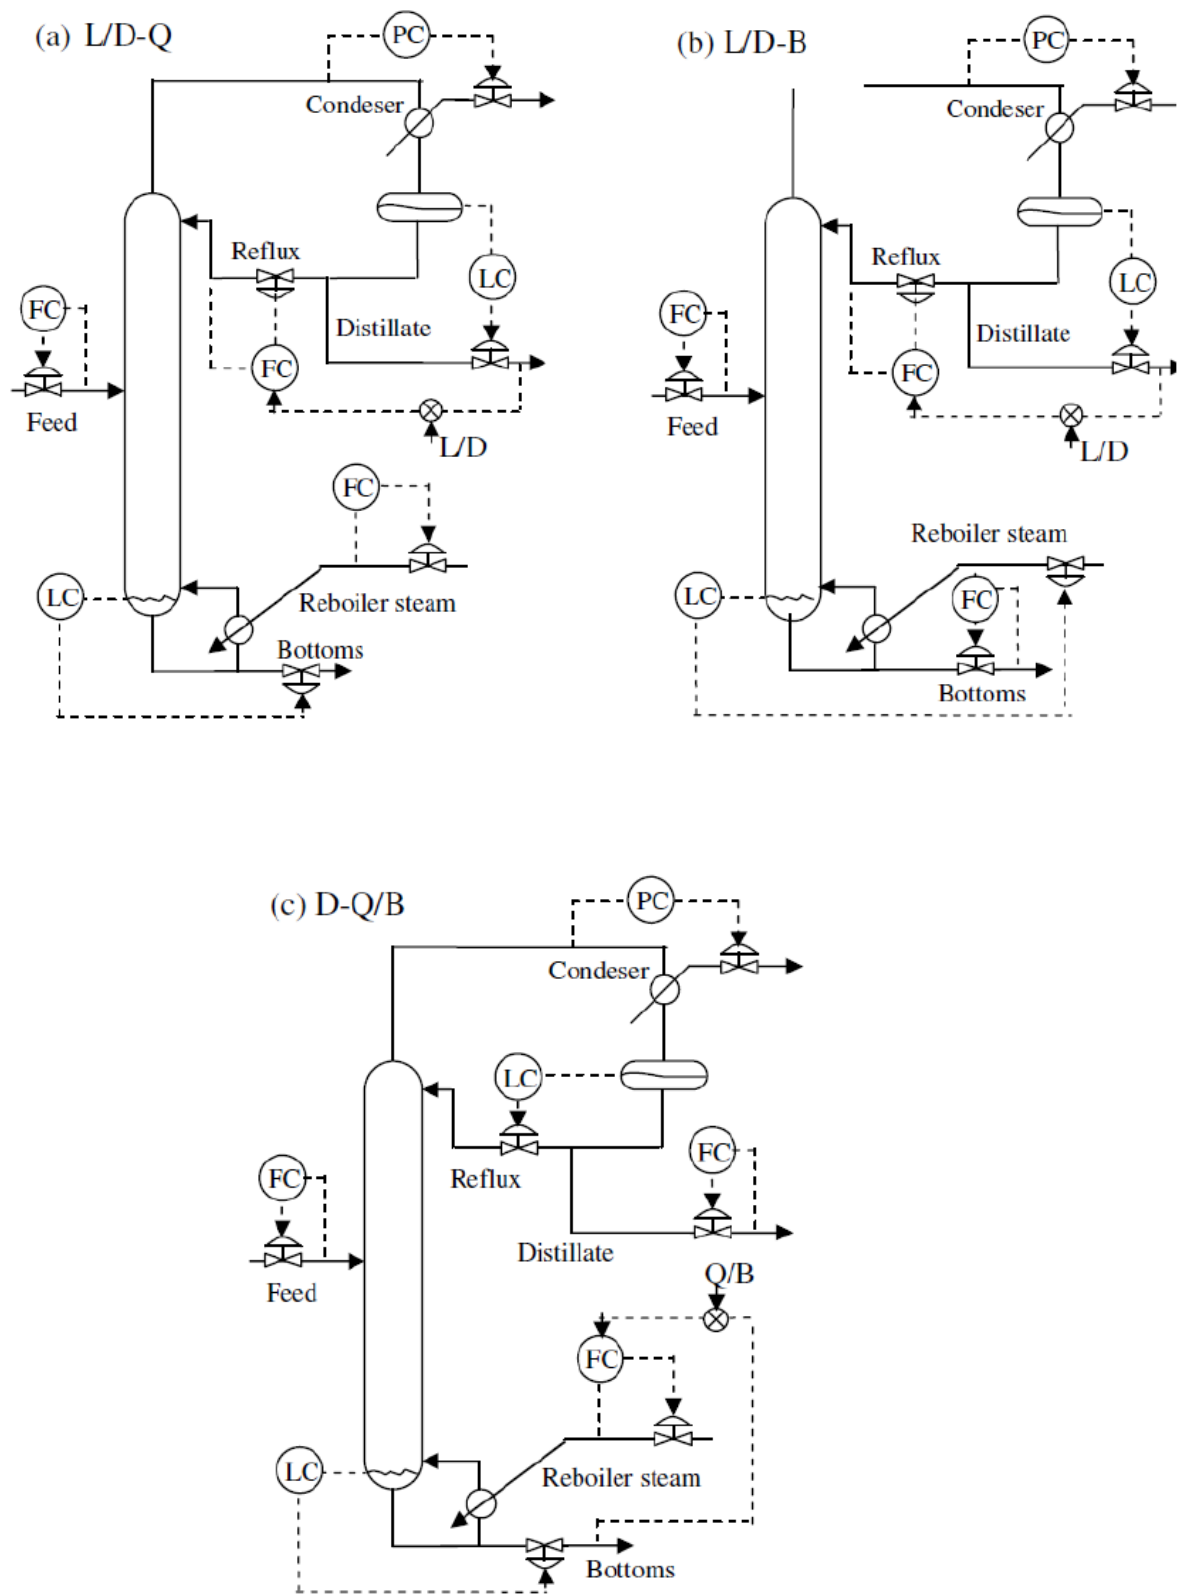 (a) L/D-Q
PC
Condeser
Reflux
LC
FC
Distillate
FC
Feed
L/D
FC
LC
Reboiler steam
Bottoms
(b) L/D-B
PC
Condeser
Reflux
LC
FC
Distillate
FC
Feed
L/D
Reboiler steam
LC
FC
Bottoms
(c) D-Q/B
PC
Condeser
LC
FC
Reflux
FC
Distillate
Feed
Q/B
FC
LC
Reboiler steam
Bottoms